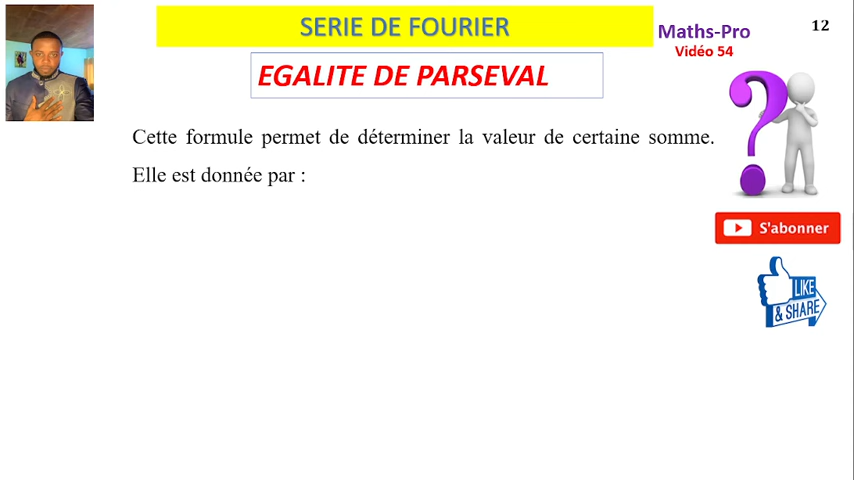 SERIE DE FOURIER
Maths-Pro
12
Vidéo 54
EGALITE DE PARSEVAL
Cette formule permet de déterminer la valeur de certaine somme.
Elle est donnée par :
S'abonner
LIKE
& SHARE